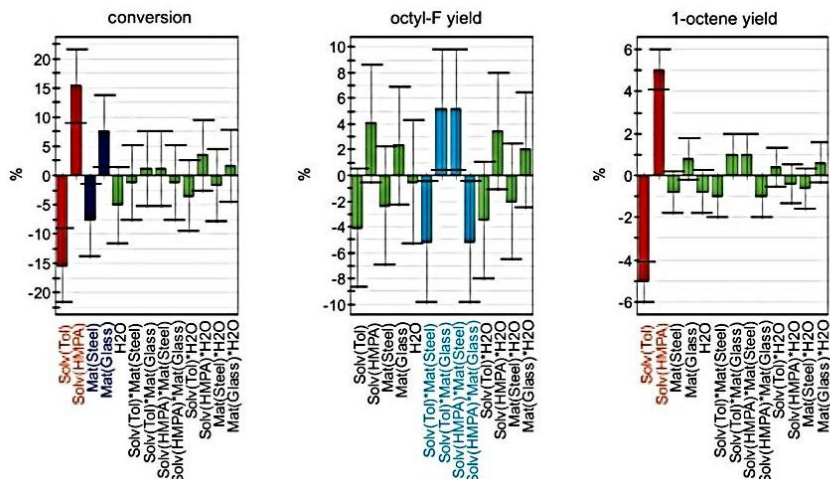 conversion
octyl-F yield
1-octene yield
%
20
15
10
5
0
-5
-10
-15
-20
Solv(Tol)
Solv(HMPA)
Mat(Steel)
Mat(Glass)
H2O
Solv(Tol)*Mat(Steel)
Solv(Tol)*Mat(Glass)
Solv(HMPA)*Mat(Steel)
Solv(HMPA)*Mat(Glass)
Solv(Tol)*H2O
Solv(HMPA)*H2O
Mat(Steel)*H2O
Mat(Glass)*H2O
%
10
8
6
4
2
0
-2
-4
-6
-8
-10
Solv(Tol)
Solv(HMPA)
Mat(Steel)
Mat(Glass)
H2O
Solv(Tol)*Mat(Steel)
Solv(Tol)*Mat(Glass)
Solv(HMPA)*Mat(Steel)
Solv(HMPA)*Mat(Glass)
Solv(Tol)*H2O
Solv(HMPA)*H2O
Mat(Steel)*H2O
Mat(Glass)*H2O
%
6
4
2
0
-2
-4
-6
Solv(Tol)
Solv(HMPA)
Mat(Steel)
Mat(Glass)
H2O
Solv(Tol)*Mat(Steel)
Solv(Tol)*Mat(Glass)
Solv(HMPA)*Mat(Steel)
Solv(HMPA)*Mat(Glass)
Solv(Tol)*H2O
Solv(HMPA)*H2O
Mat(Steel)*H2O
Mat(Glass)*H2O